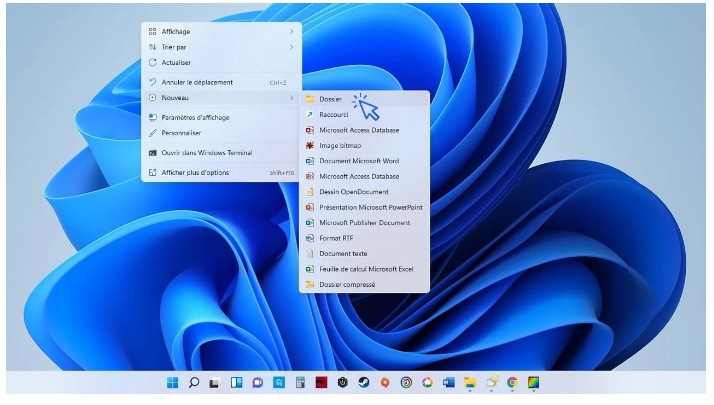 Affichage
Trier par
Actualiser
Annuler le déplacement Ctrl+Z
Nouveau
Paramètres d'affichage
Personnaliser
Ouvrir dans Windows Terminal
Afficher plus d'options Shift+F10
Dossier
Raccourci
Microsoft Access Database
Image bitmap
Document Microsoft Word
Microsoft Access Database
Dessin OpenDocument
Présentation Microsoft PowerPoint
Microsoft Publisher Document
Format RTF
Document texte
Feuille de calcul Microsoft Excel
Dossier compressé